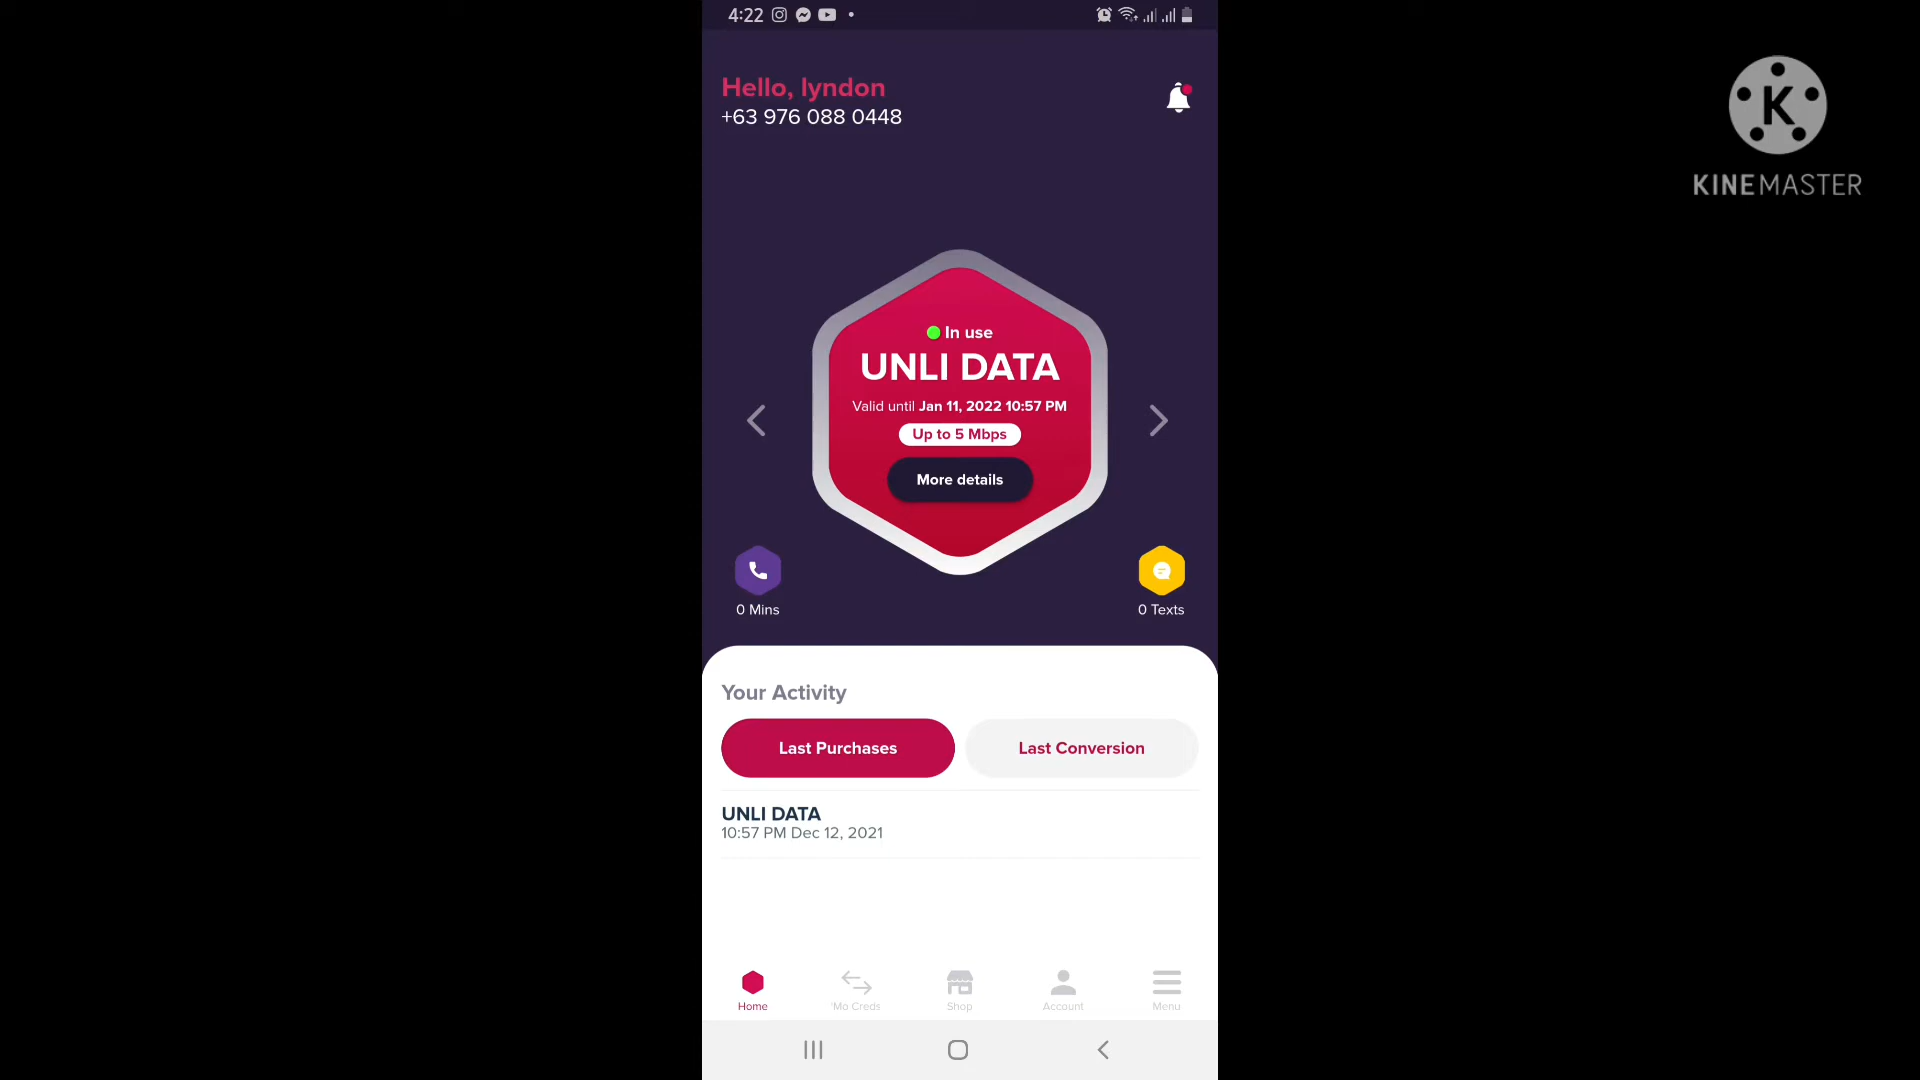 4:22
Hello, lyndon
+63 976 088 0448
K
KINEMASTER
In use
UNLI DATA
Valid until Jan 11, 2022 10:57 PM
Up to 5 Mbps
More details
0 Mins
0 Texts
Your Activity
Last Purchases
Last Conversion
UNLI DATA
10:57 PM Dec 12, 2021
Home
'Mo Creds
Shop
Account
Menu